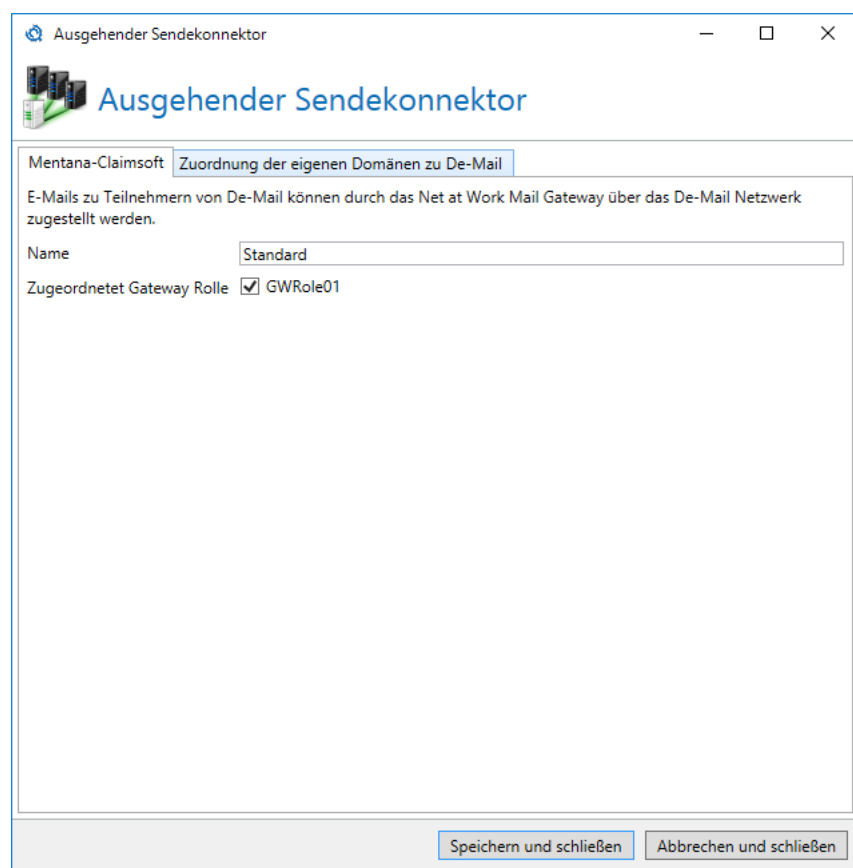 Ausgehender Sendekonnektor
Ausgehender Sendekonnektor
Mentana-Claimsoft Zuordnung der eigenen Domänen zu De-Mail
E-Mails zu Teilnehmern von De-Mail können durch das Net at Work Mail Gateway über das De-Mail Netzwerk
zugestellt werden.
Name Standard
Zugeordnetet Gateway Rolle GWRole01
Speichern und schließen Abbrechen und schließen